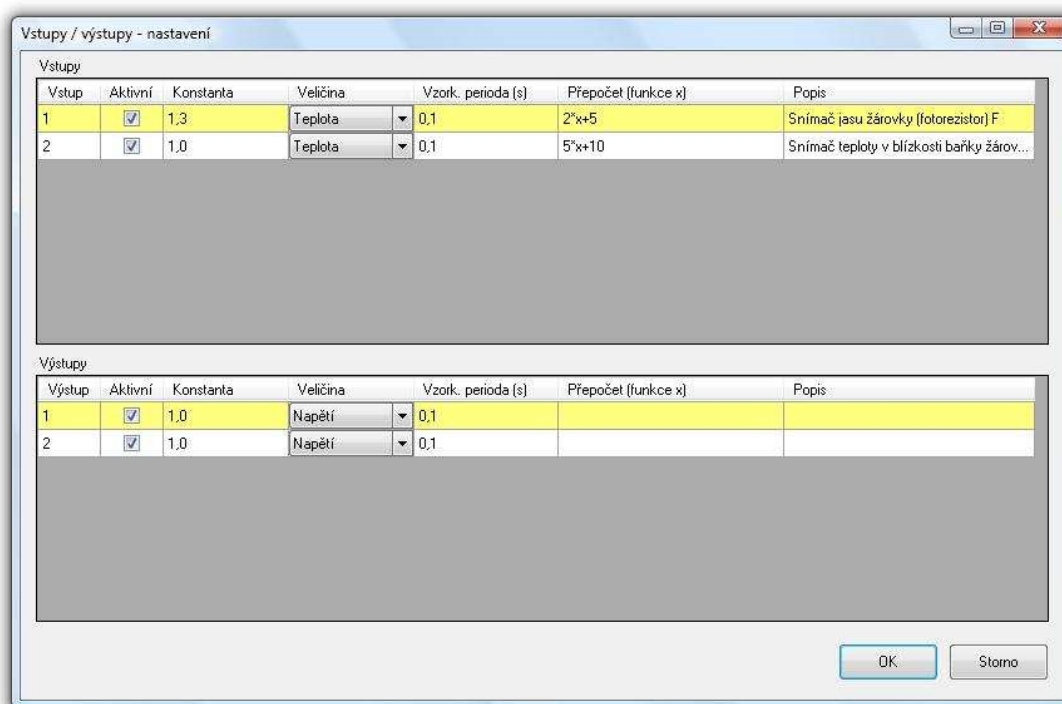 Vstupy / výstupy - nastavení
Vstupy
Vstup Aktivní Konstanta Veličina Vzork. perioda (s) Přepočet (funkce x) Popis
1 1,3 Teplota 0,1 2*x+5 Snímač jasu žárovky (fotorezistor) F
2 1,0 Teplota 0,1 5*x+10 Snímač teploty v blízkosti baňky žárov...
Výstupy
Výstup Aktivní Konstanta Veličina Vzork. perioda (s) Přepočet (funkce x) Popis
1 1,0 Napětí 0,1
2 1,0 Napětí 0,1
OK Storno